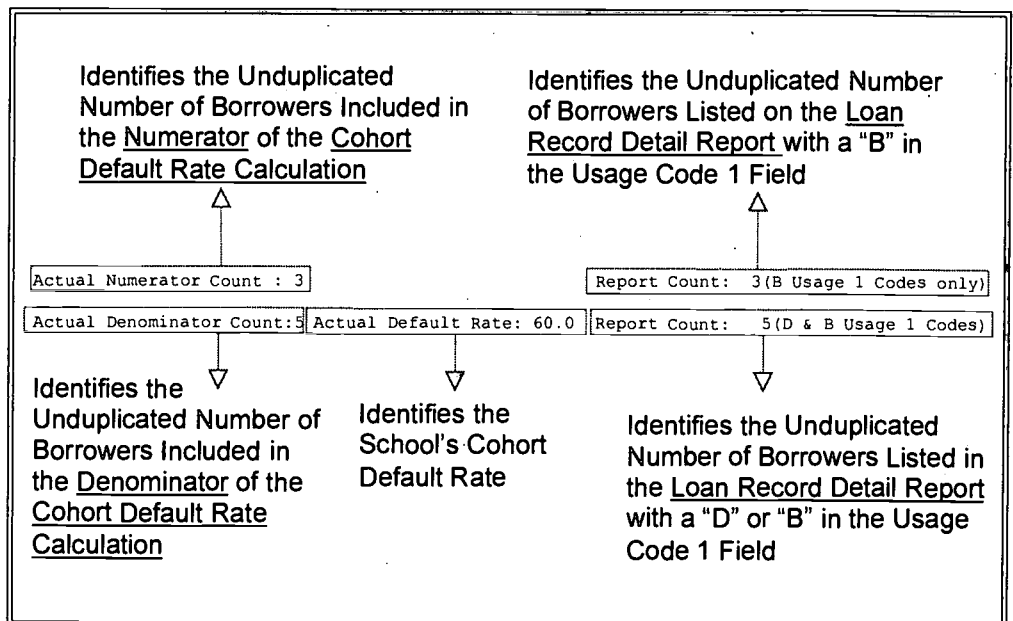 Identifies the Unduplicated
Number of Borrowers Included in
the Numerator of the Cohort
Default Rate Calculation
Identifies the Unduplicated Number
of Borrowers Listed on the Loan
Record Detail Report with a "B" in
the Usage Code 1 Field
Actual Numerator Count : 3
Report Count: 3(B Usage 1 Codes only)
Actual Denominator Count:5
Actual Default Rate: 60.0
Report Count: 5(D & B Usage 1 Codes)
Identifies the
Unduplicated Number of
Borrowers Included in
the Denominator of the
Cohort Default Rate
Calculation
Identifies the
School's Cohort
Default Rate
Identifies the Unduplicated
Number of Borrowers Listed in
the Loan Record Detail Report
with a "D" or "B" in the Usage
Code 1 Field